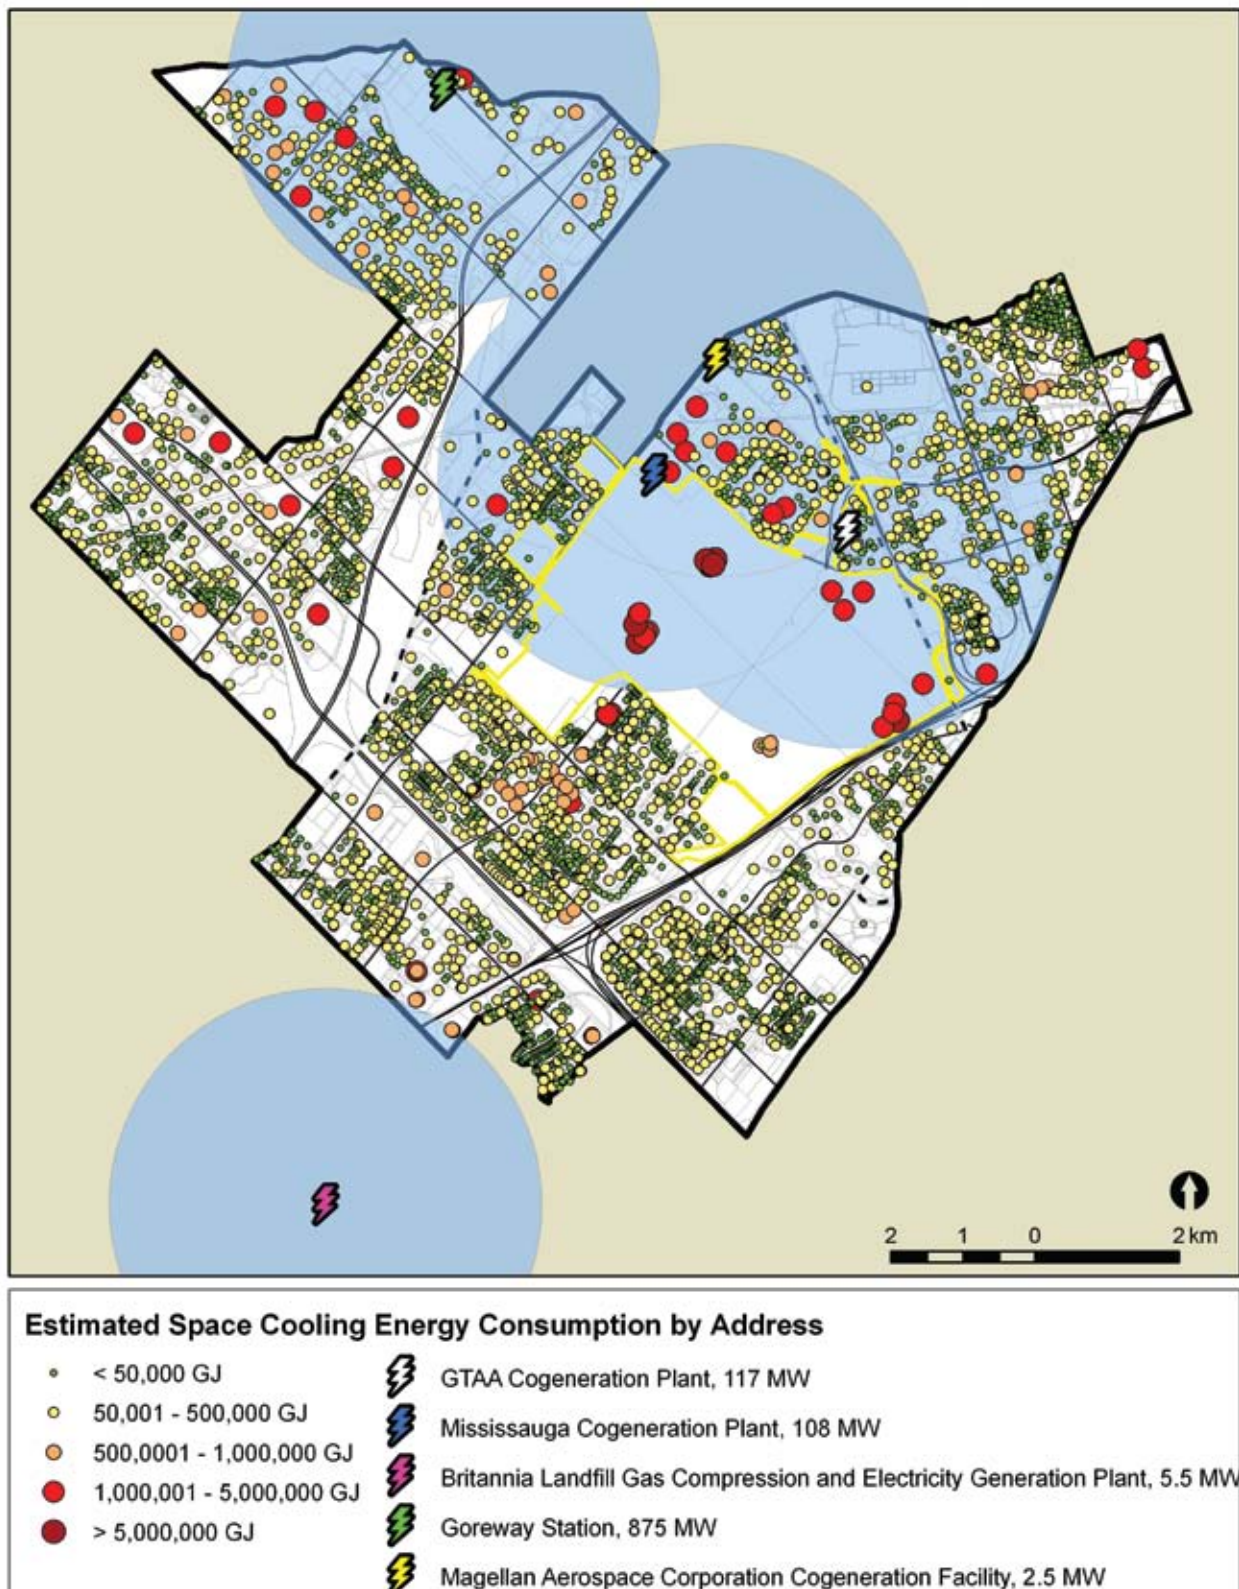 2 1 0 2 km
Estimated Space Cooling Energy Consumption by Address
< 50,000 GJ
50,001 - 500,000 GJ
500,0001 - 1,000,000 GJ
1,000,001 - 5,000,000 GJ
> 5,000,000 GJ
GTAA Cogeneration Plant, 117 MW
Mississauga Cogeneration Plant, 108 MW
Britannia Landfill Gas Compression and Electricity Generation Plant, 5.5 MW
Goreway Station, 875 MW
Magellan Aerospace Corporation Cogeneration Facility, 2.5 MW